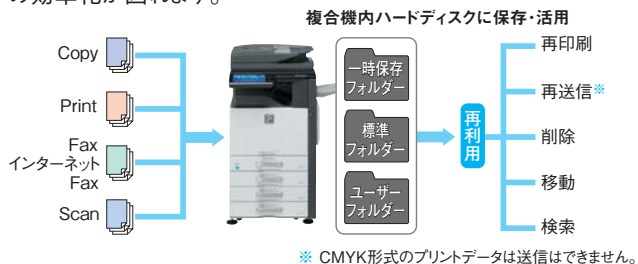 の効率化が図れます。
複合機内ハードディスクに保存・活用
Copy
Print
Fax
インターネット
Fax
Scan
一時保存
フォルダー
標準
フォルダー
ユーザー
フォルダー
再利用
再印刷
再送信※
削除
移動
検索
※ CMYK形式のプリントデータは送信はできません。